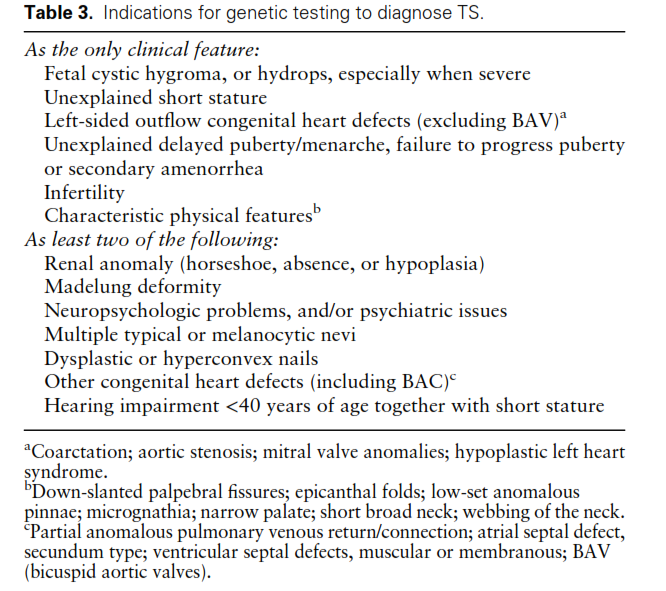 Table 3. Indications for genetic testing to diagnose TS.
As the only clinical feature:
Fetal cystic hygroma, or hydrops, especially when severe
Unexplained short stature
Left-sided outflow congenital heart defects (excluding BAV)a
Unexplained delayed puberty/menarche, failure to progress puberty
or secondary amenorrhea
Infertility
Characteristic physical featuresb
As least two of the following:
Renal anomaly (horseshoe, absence, or hypoplasia)
Madelung deformity
Neuropsychologic problems, and/or psychiatric issues
Multiple typical or melanocytic nevi
Dysplastic or hyperconvex nails
Other congenital heart defects (including BAC)c
Hearing impairment <40 years of age together with short stature
aCoarctation; aortic stenosis; mitral valve anomalies; hypoplastic left heart
syndrome.
bDown-slanted palpebral fissures; epicanthal folds; low-set anomalous
pinnae; micrognathia; narrow palate; short broad neck; webbing of the neck.
cPartial anomalous pulmonary venous return/connection; atrial septal defect,
secundum type; ventricular septal defects, muscular or membranous; BAV
(bicuspid aortic valves).